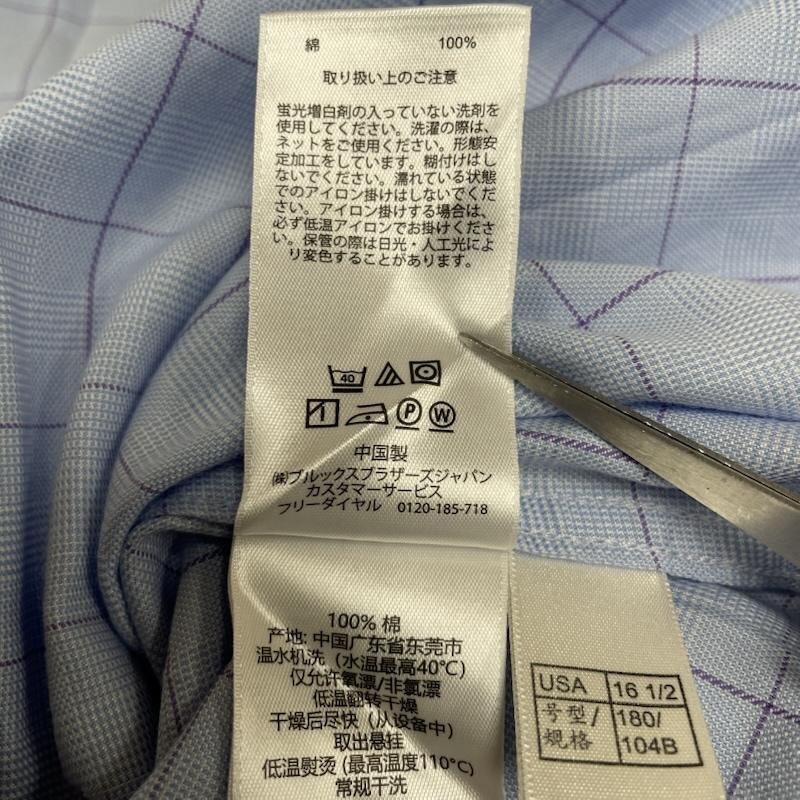 綿 100%
取り扱い上のご注意
蛍光増白剤の入っていない洗剤を
使用してください。洗濯の際は、
ネットをご使用ください。形態安
定加工をしています。糊付けはし
ないでください。濡れている状態
でのアイロン掛けはしないでくだ
さい。アイロン掛けする場合は、
必ず低温アイロンでお掛けくださ
い。保管の際は日光・人工光によ
り変色することがあります。
40
P W
中国製
㈱ブルックスブラザーズジャパン
カスタマーサービス
フリーダイヤル 0120-185-718
100% 棉
产地: 中国广东省东莞市
温水机洗（水温最高40℃）
仅允许氧漂/非氯漂
低温翻转干燥
干燥后尽快（从设备中）
取出悬挂
低温熨烫 (最高温度110℃)
常规干洗
USA 16 1/2
号型/ 180/
规格 104B